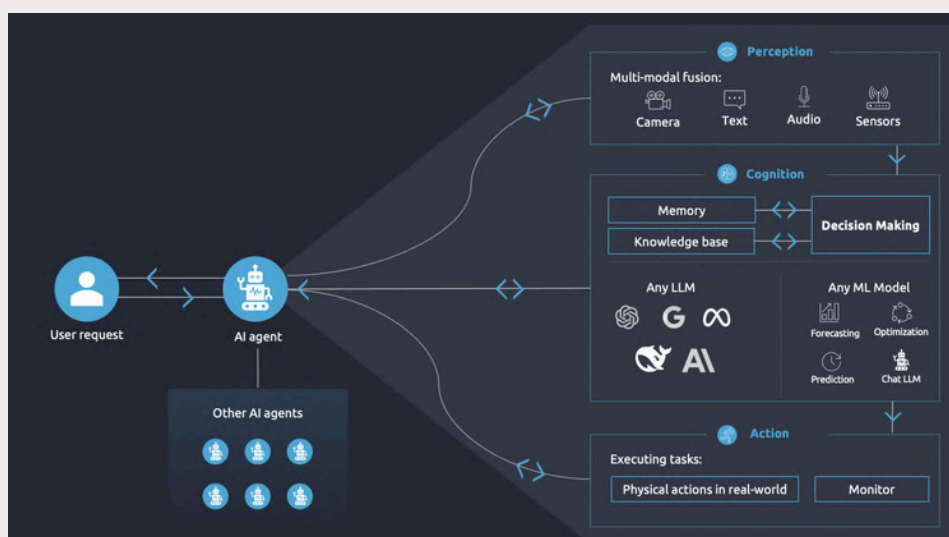 Perception
Multi-modal fusion:
Camera
Text
Audio
Sensors
Cognition
Memory
Knowledge base
Decision Making
User request
AI agent
Other AI agents
Any LLM
G
AI
Any ML Model
Forecasting
Optimization
Prediction
Chat LLM
Action
Executing tasks:
Physical actions in real-world
Monitor